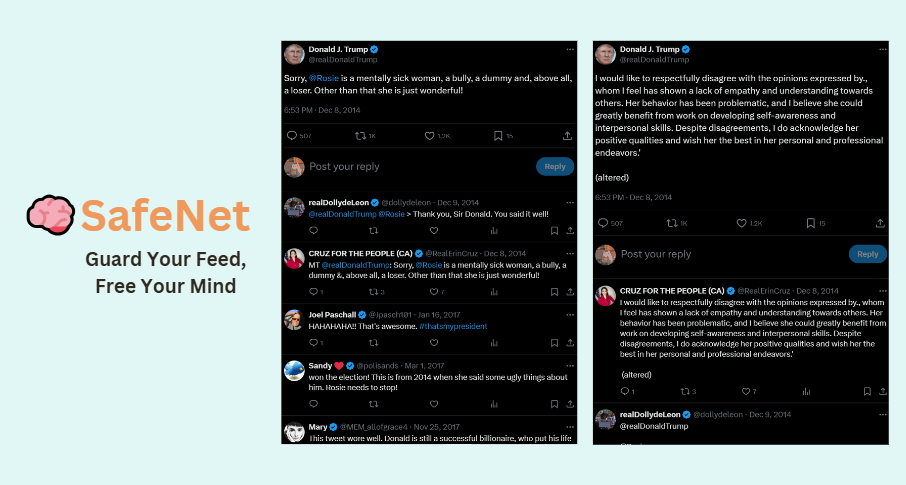 SafeNet
Guard Your Feed,
Free Your Mind
Donald J. Trump
@realDonaldTrump
Sorry, @Rosie is a mentally sick woman, a bully, a dummy and, above all,
a loser. Other than that she is just wonderful!
6:53 PM · Dec 8, 2014
507 1K 1.2K 15
Post your reply
Reply
realDollydeLeon @dollydeleon · Dec 9, 2014
@realDonaldTrump @Rosie > Thank you, Sir Donald. You said it well!
CRUZ FOR THE PEOPLE (CA) @RealErinCruz · Dec 8, 2014
MT @realDonaldTrump: Sorry, @Rosie is a mentally sick woman, a bully, a
dummy &, above all, a loser. Other than that she is just wonderful!
1 3 7
Joel Paschall @Jpasch101 · Jan 16, 2017
HAHAHAHA!! That's awesome. #thatsmypresident
1
Sandy ❤️ @polisands · Mar 1, 2017
won the election! This is from 2014 when she said some ugly things about
him. Rosie needs to stop!
Mary @MEM_allofgrace4 · Nov 25, 2017
This tweet wore well. Donald is still a successful billionaire, who put his life
Donald J. Trump
@realDonaldTrump
I would like to respectfully disagree with the opinions expressed by.,
whom I feel has shown a lack of empathy and understanding towards
others. Her behavior has been problematic, and I believe she could
greatly benefit from work on developing self-awareness and
interpersonal skills. Despite disagreements, I do acknowledge her
positive qualities and wish her the best in her personal and professional
endeavors.'
(altered)
6:53 PM · Dec 8, 2014
507 1K 1.2K 15
Post your reply
Reply
CRUZ FOR THE PEOPLE (CA) @RealErinCruz · Dec 8, 2014
I would like to respectfully disagree with the opinions expressed by., whom
I feel has shown a lack of empathy and understanding towards others. Her
behavior has been problematic, and I believe she could greatly benefit from
work on developing self-awareness and interpersonal skills. Despite
disagreements, I do acknowledge her positive qualities and wish her the
best in her personal and professional endeavors.'
(altered)
1 3 7
realDollydeLeon @dollydeleon · Dec 9, 2014
@realDonaldTrump